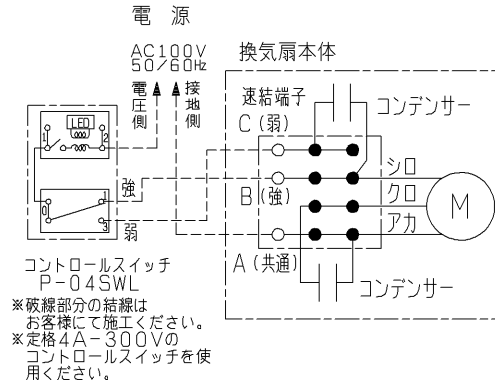 電 源
AC100V
50/60Hz
電圧側
接地側
換気扇本体
速結端子
コンデンサー
C(弱)
LED
1
2
シロ
強
1
B(強)
クロ
M
0
アカ
3
弱
A(共通)
コンデンサー
コントロールスイッチ
P-04SWL
※破線部分の結線は
お客様にて施工ください。
※定格4A-300Vの
コントロールスイッチを使
用ください。